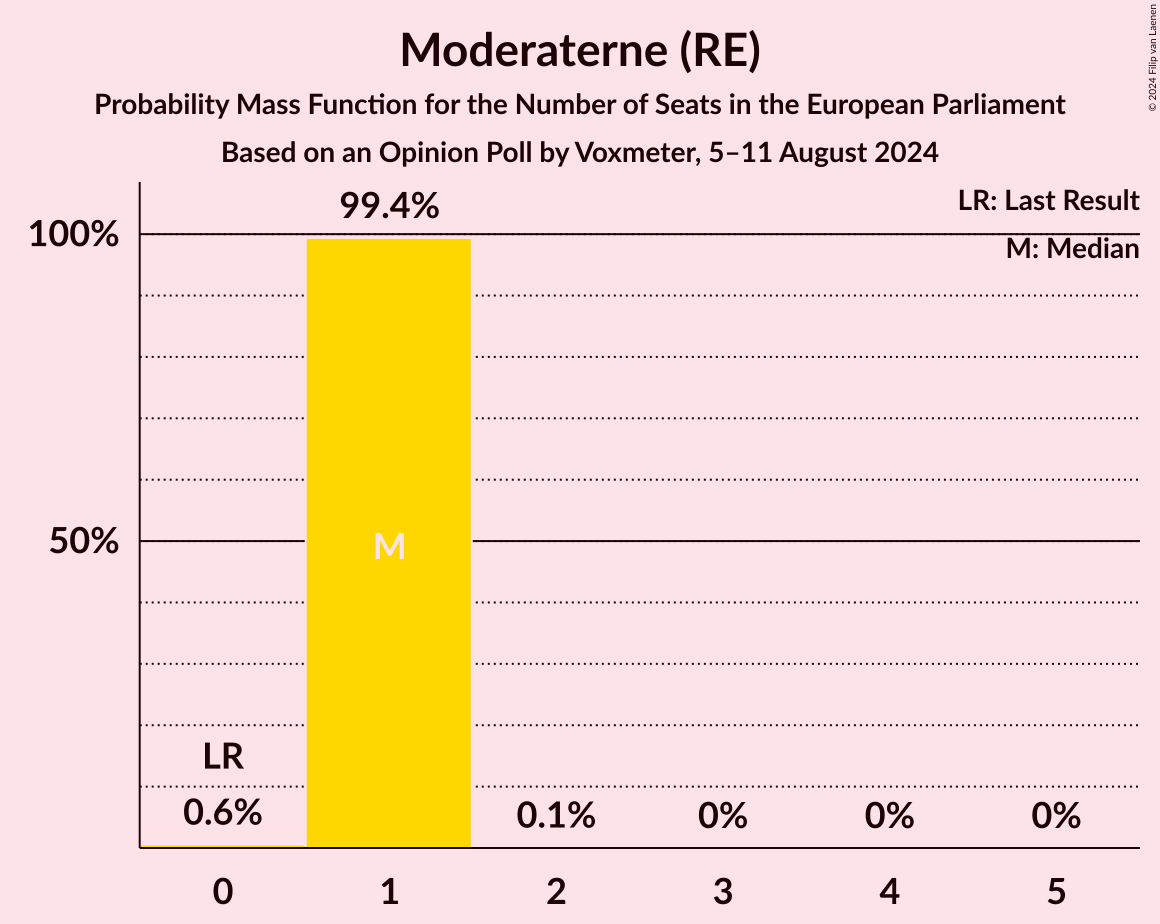 Moderaterne (RE)
Probability Mass Function for the Number of Seats in the European Parliament
Based on an Opinion Poll by Voxmeter, 5–11 August 2024
© 2024 Filip van Laenen
LR: Last Result
M: Median
99.4%
100%
50%
M
LR
0.6%
0.1%
0%
0%
0%
0
1
2
3
4
5